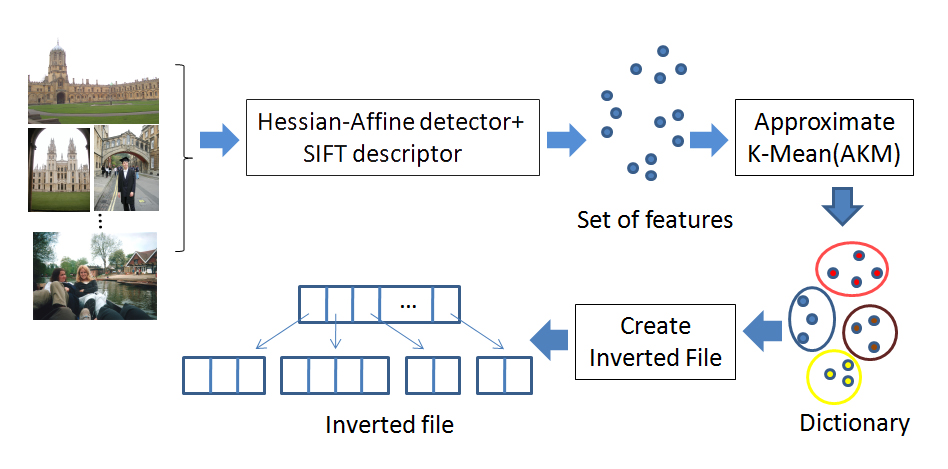 Hessian-Affine detector+
SIFT descriptor
Set of features
Approximate
K-Mean(AKM)
Dictionary
Create
Inverted File
...
Inverted file